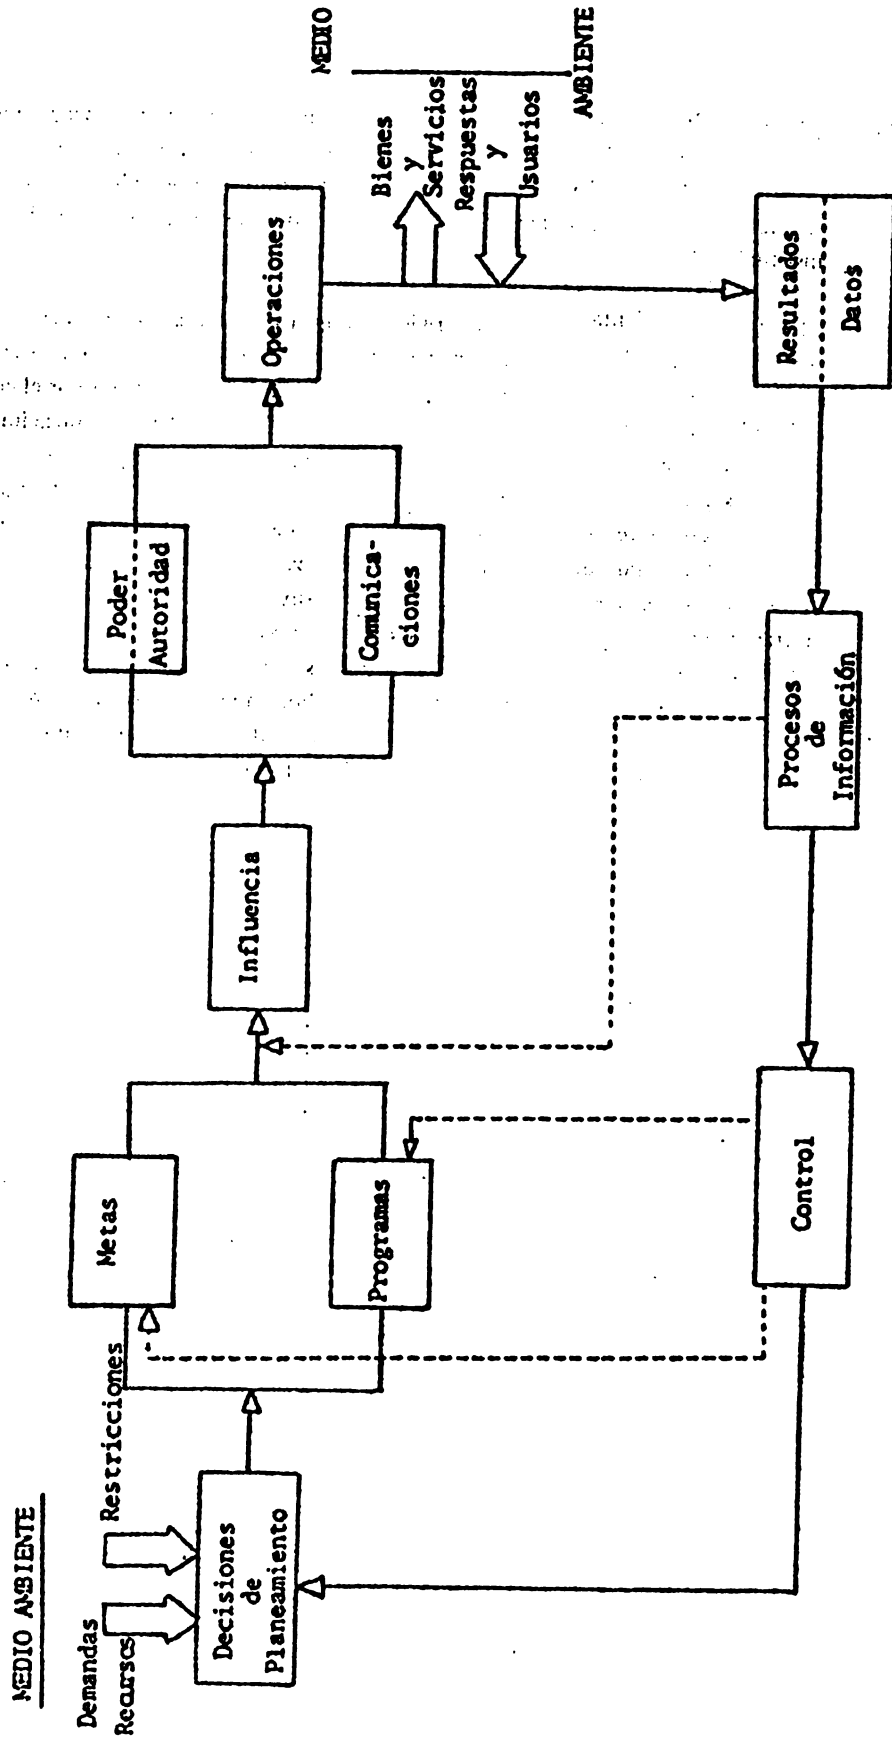 MEDIO AMBIENTE
Demandas
Recursos
Restricciones
Decisiones
de
Planeamiento
Metas
Programas
Influencia
Poder
Autoridad
Comunica-
ciones
Operaciones
Bienes
y
Servicios
Respuestas
y
Usuarios
MEDIO
AMBIENTE
Resultados
Datos
Procesos
de
Información
Control